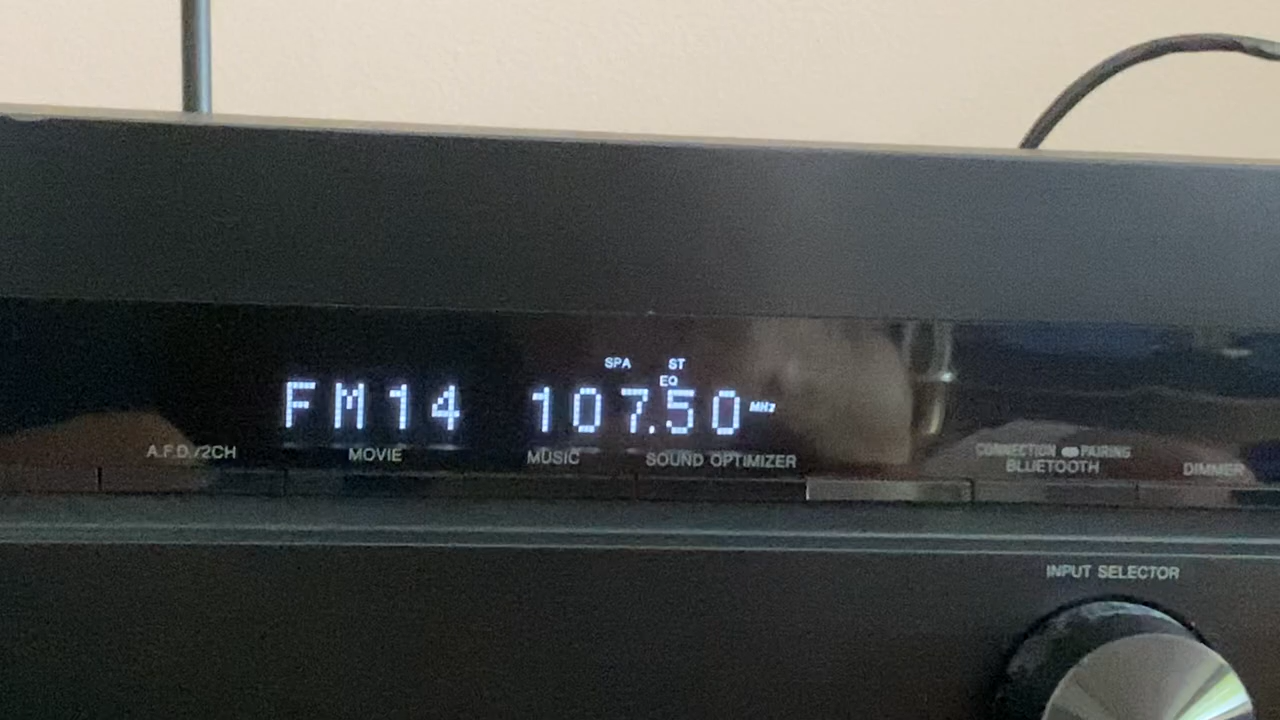 SPA ST
EQ
FM14 107.50 MHz
A.F.D./2CH MOVIE MUSIC SOUND OPTIMIZER
CONNECTION PAIRING
BLUETOOTH
DIMMER
INPUT SELECTOR